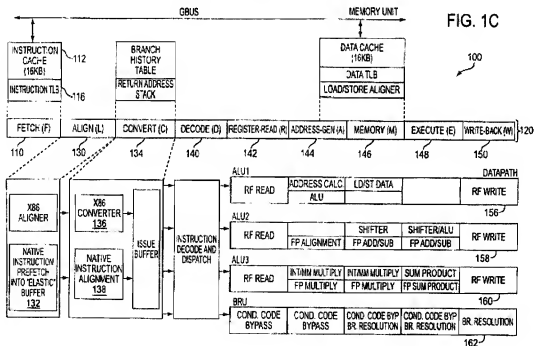 GBUS
MEMORY UNIT
FIG. 1C
INSTRUCTION
CACHE
(16KB)
INSTRUCTION TLB
112
116
BRANCH
HISTORY
TABLE
RETURN ADDRESS
STACK
DATA CACHE
(16KB)
DATA TLB
LOAD/STORE ALIGNER
100
FETCH (F)
ALIGN (L)
CONVERT (C)
DECODE (D)
REGISTER-READ (R)
ADDRESS-GEN (A)
MEMORY (M)
EXECUTE (E)
WRITE-BACK (W)
120
110
130
134
140
142
144
146
148
150
X86
ALIGNER
NATIVE
INSTRUCTION
PREFETCH
INTO "ELASTIC"
BUFFER
132
X86
CONVERTER
136
NATIVE
INSTRUCTION
ALIGNMENT
138
ISSUE BUFFER
INSTRUCTION
DECODE AND
DISPATCH
DATAPATH
ALU1
RF READ
ADDRESS CALC.
ALU
LD/ST DATA
RF WRITE
156
ALU2
RF READ
FP ALIGNMENT
SHIFTER
FP ADD/SUB
SHIFTER/ALU
FP ADD/SUB
RF WRITE
158
ALU3
RF READ
INT/MM MULTIPLY
FP MULTIPLY
INT/MM MULTIPLY
FP MULTIPLY
SUM PRODUCT
FP SUM PRODUCT
RF WRITE
160
BRU
COND. CODE
BYPASS
COND. CODE
BYPASS
COND. CODE BYP
BR. RESOLUTION
COND. CODE BYP
BR. RESOLUTION
BR. RESOLUTION
162